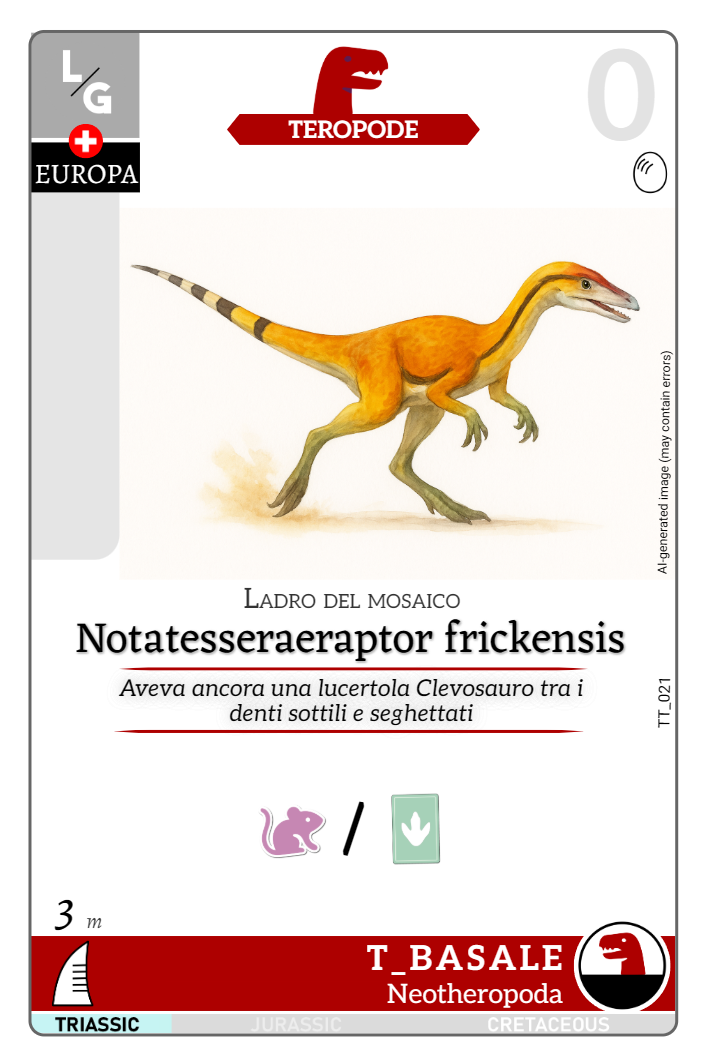 L/G
TEROPODE
0
EUROPA
AI-generated image (may contain errors)
LADRO DEL MOSAICO
Notatesseraeraptor frickensis
Aveva ancora una lucertola Clevosauro tra i
denti sottili e seghettati
TT_021
/
3 m
T_BASALE
Neotheropoda
TRIASSIC
JURASSIC
CRETACEOUS